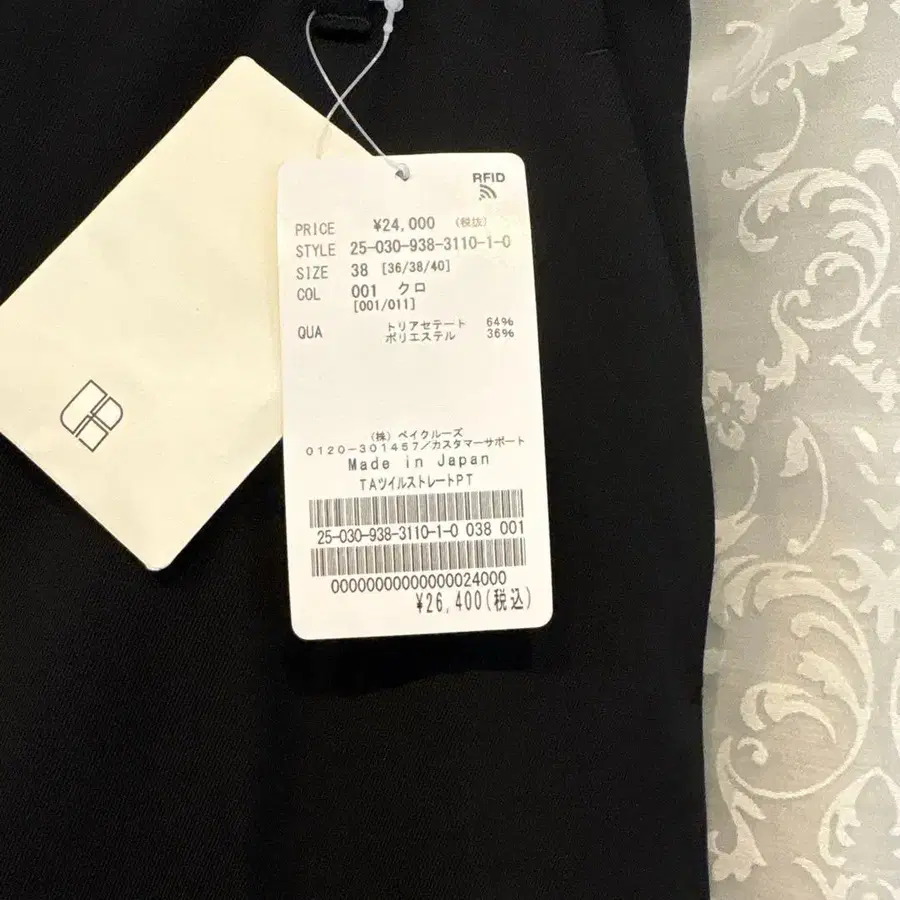 RFID
PRICE ¥24,000 (税抜)
STYLE 25-030-938-3110-1-0
SIZE 38 [36/38/40]
COL 001 クロ
[001/011]
QUA トリアセテート 64%
ポリエステル 36%
(株)ベイクルーズ
0120-301457/カスタマーサポート
Made in Japan
TAツイルストレートPT
25-030-938-3110-1-0 038 001
00000000000000024000
¥26,400(税込)